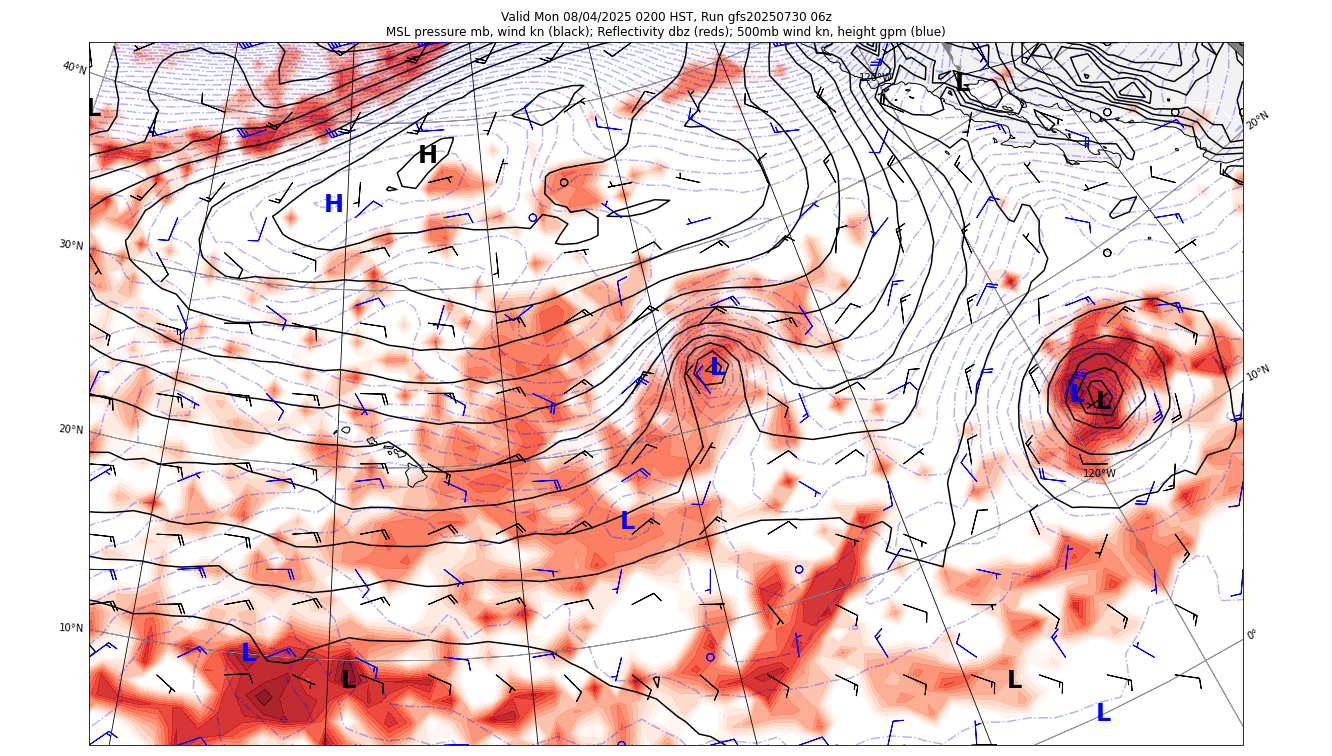 Valid Mon 08/04/2025 0200 HST, Run gfs20250730 06z
MSL pressure mb, wind kn (black); Reflectivity dbz (reds); 500mb wind kn, height gpm (blue)
40°N
120°W
L
20°N
L
H
H
30°N
L
10°N
L
L
20°N
120°W
L
10°N
0°
L
L
L
L